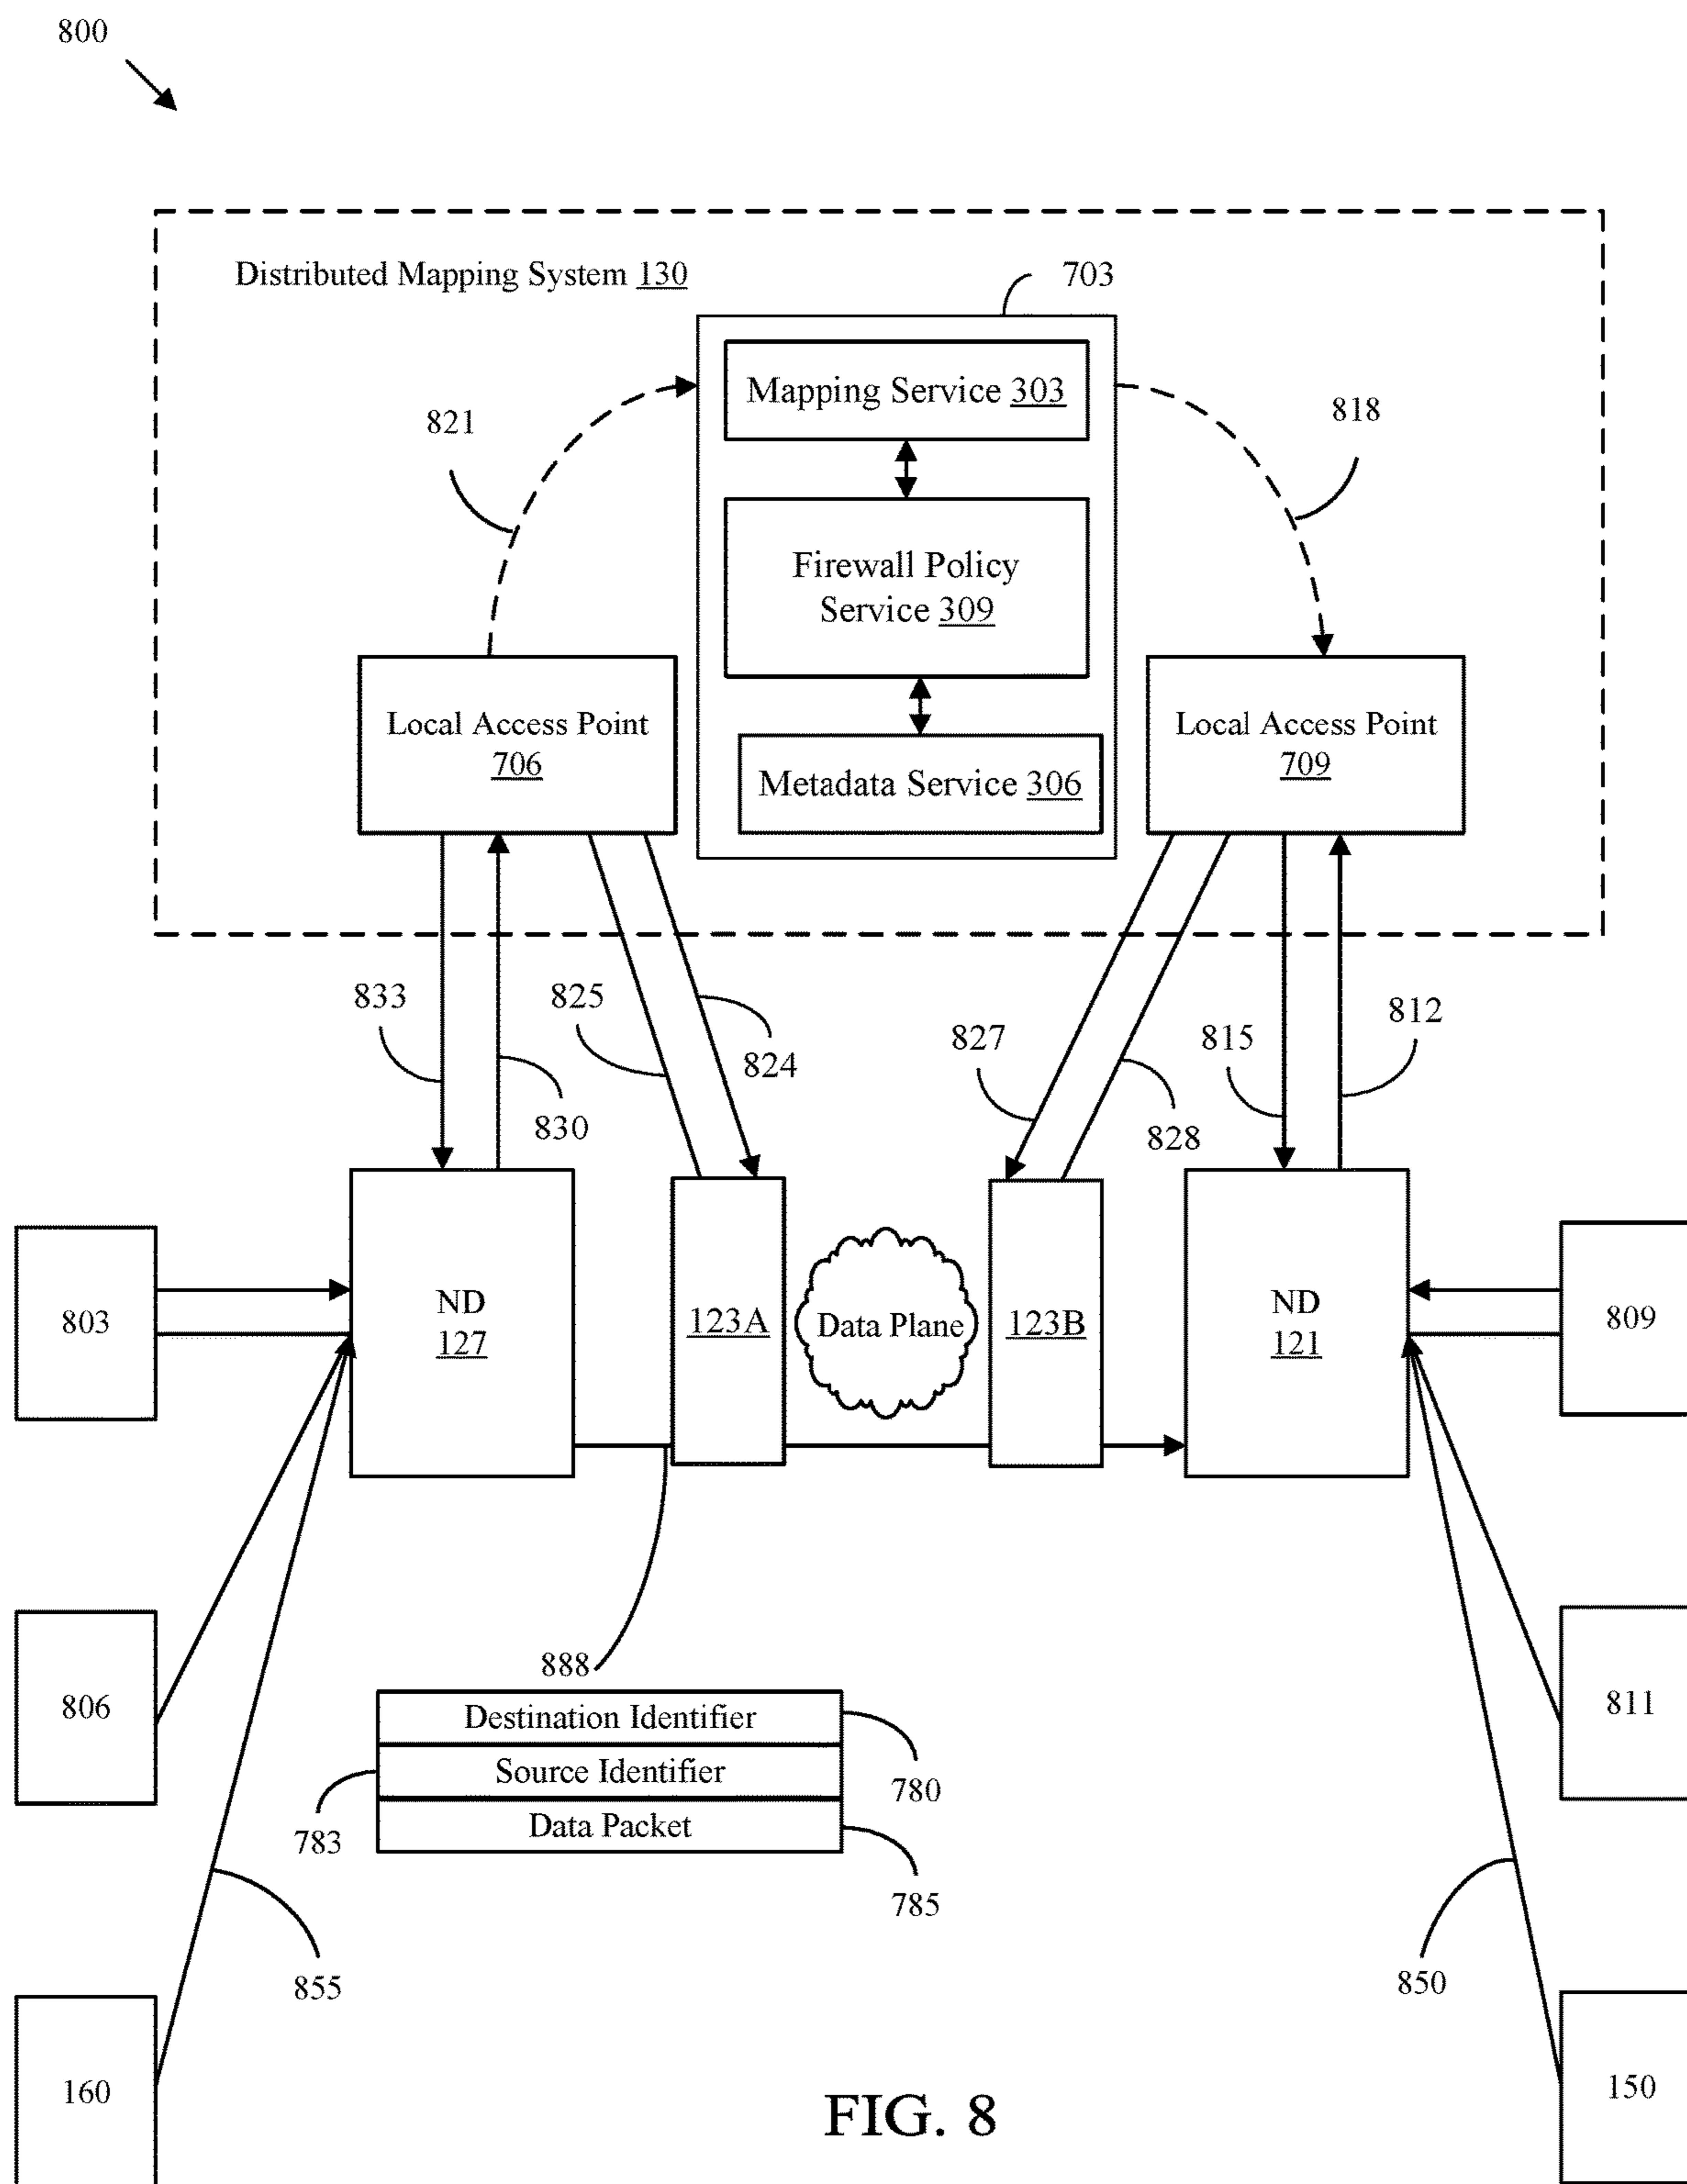 800
Distributed Mapping System 130
703
Mapping Service 303
821
818
Firewall Policy
Service 309
Local Access Point
706
Local Access Point
709
Metadata Service 306
833
825
824
830
827
828
815
812
803
ND
127
123A
Data Plane
123B
ND
121
809
806
888
811
Destination Identifier
Source Identifier
780
783
Data Packet
785
855
850
160
150
FIG. 8